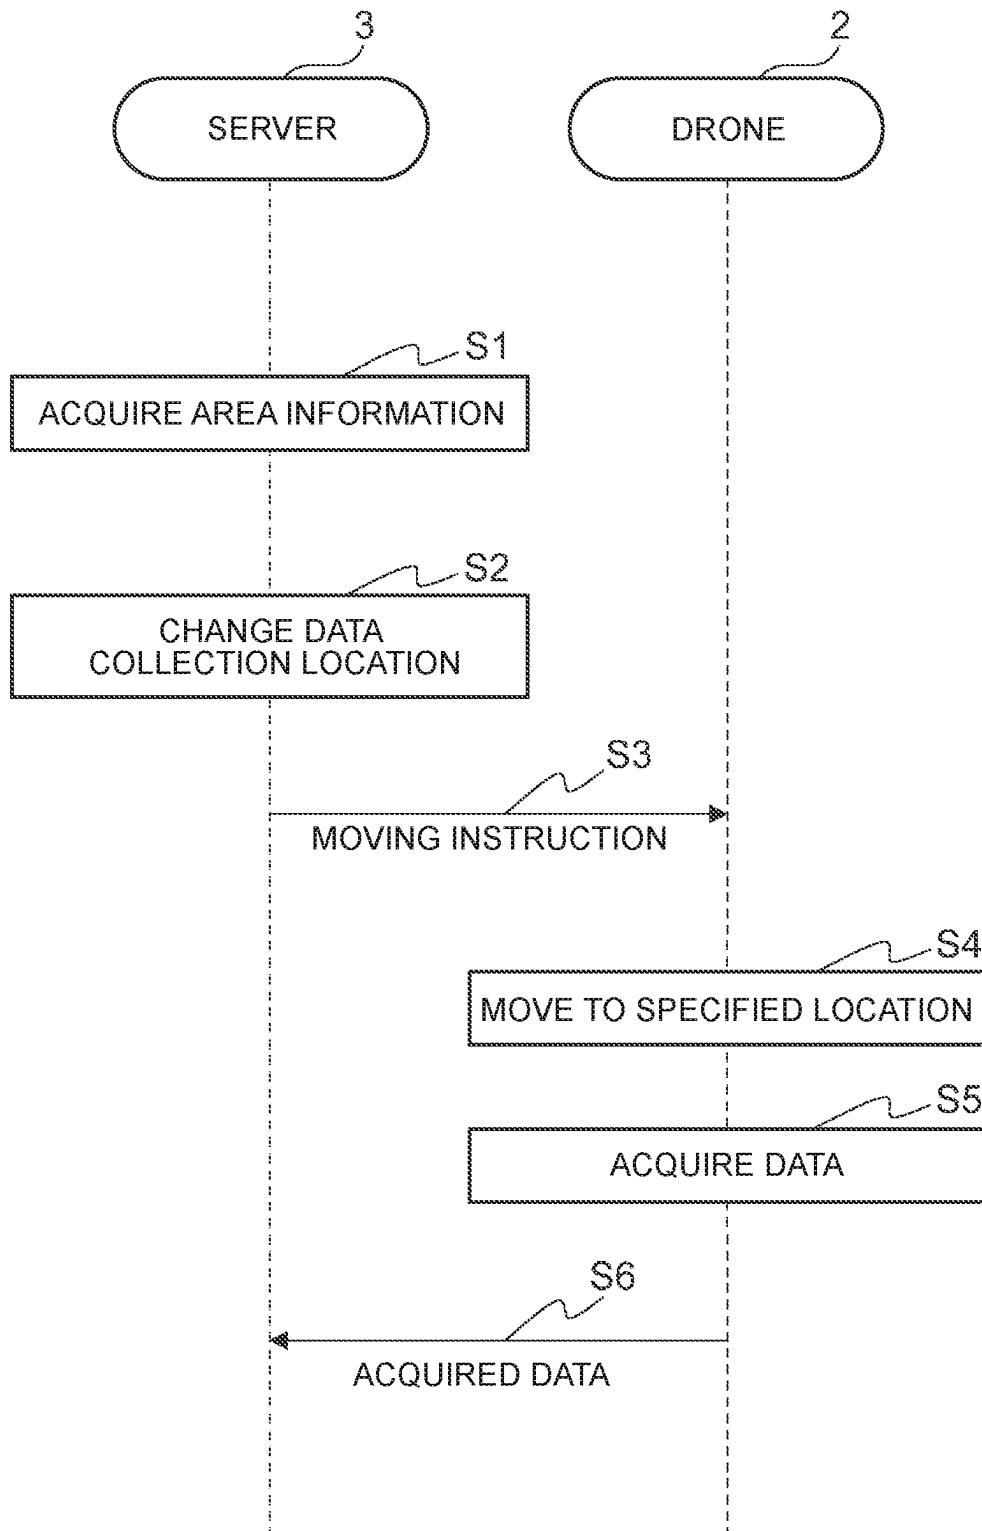 3
2
SERVER
DRONE
S1
ACQUIRE AREA INFORMATION
S2
CHANGE DATA
COLLECTION LOCATION
S3
MOVING INSTRUCTION
S4
MOVE TO SPECIFIED LOCATION
S5
ACQUIRE DATA
S6
ACQUIRED DATA